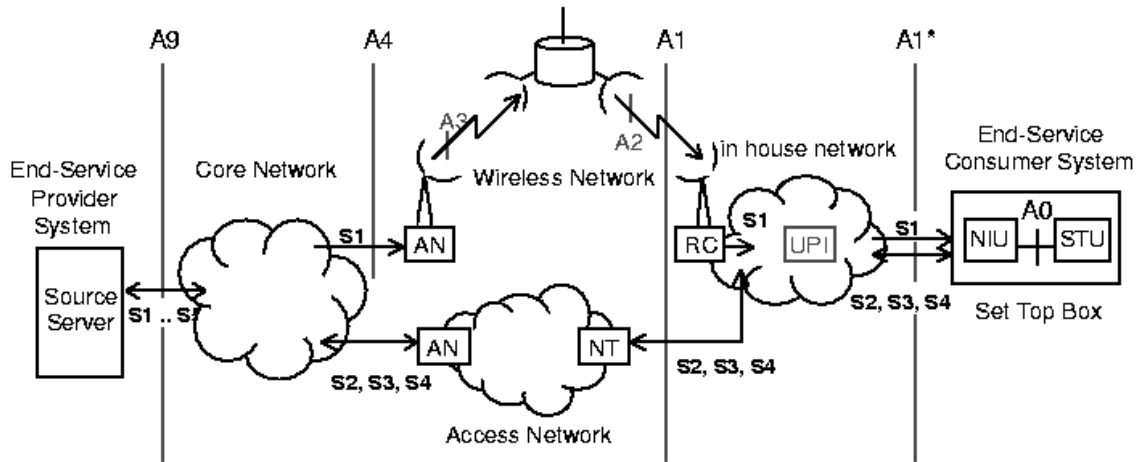 A9
A4
A1
A1*
A3
A2
End-Service
Provider
System
Core Network
Wireless Network
in house network
End-Service
Consumer System
S1
AN
RC
S1
UPI
S1
NIU
A0
STU
Source
Server
S1 ..
S2, S3, S4
Set Top Box
AN
NT
S2, S3, S4
S2, S3, S4
Access Network